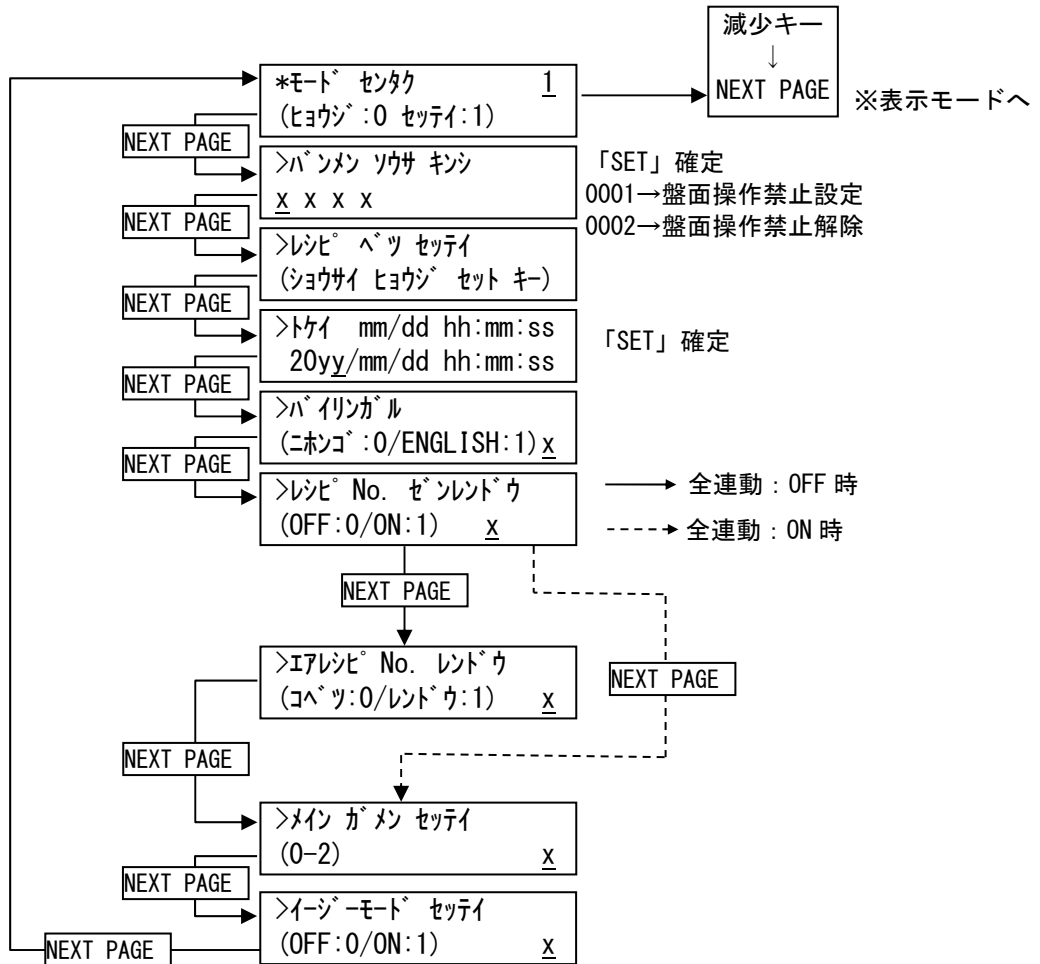 減少キー
↓
NEXT PAGE
※表示モードへ
*ﾓｰﾄﾞ ｾﾝﾀｸ 1
(ﾋｮｳｼﾞ:0 ｾｯﾃｲ:1)
NEXT PAGE
>ﾊﾞﾝﾒﾝ ｿｳｻ ｷﾝｼ
x x x x
「SET」確定
0001→盤面操作禁止設定
0002→盤面操作禁止解除
NEXT PAGE
>ﾚｼﾋﾟ ﾍﾞﾂ ｾｯﾃｲ
(ｼｮｳｻｲ ﾋｮｳｼﾞ ｾｯﾄ ｷｰ)
NEXT PAGE
>ﾄｹｲ mm/dd hh:mm:ss
20yy/mm/dd hh:mm:ss
「SET」確定
NEXT PAGE
>ﾊﾞｲﾘﾝｶﾞﾙ
(ﾆﾎﾝｺﾞ:0/ENGLISH:1) x
NEXT PAGE
>ﾚｼﾋﾟ No. ｾﾞﾝﾚﾝﾄﾞｳ
(OFF:0/ON:1) x
全連動：OFF 時
全連動：ON 時
NEXT PAGE
>ｴｱﾚｼﾋﾟ No. ﾚﾝﾄﾞｳ
(ｺﾍﾞﾂ:0/ﾚﾝﾄﾞｳ:1) x
NEXT PAGE
NEXT PAGE
>ﾒｲﾝ ｶﾞﾒﾝ ｾｯﾃｲ
(0-2) x
NEXT PAGE
>ｲｰｼﾞｰﾓｰﾄﾞ ｾｯﾃｲ
(OFF:0/ON:1) x
NEXT PAGE